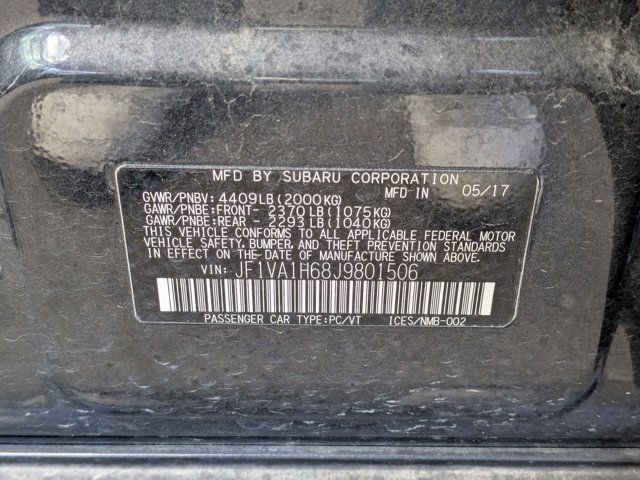 MFD BY SUBARU CORPORATION
MFD IN 05/17
GVWR/PNBV: 4409LB(2000KG)
GAWR/PNBE:FRONT- 2370LB(1075KG)
GAWR/PNBE:REAR - 2293LB(1040KG)
THIS VEHICLE CONFORMS TO ALL APPLICABLE FEDERAL MOTOR
VEHICLE SAFETY, BUMPER, AND THEFT PREVENTION STANDARDS
IN EFFECT ON THE DATE OF MANUFACTURE SHOWN ABOVE.
VIN: JF1VA1H68J9801506
PASSENGER CAR TYPE:PC/VT ICES/NMB-002